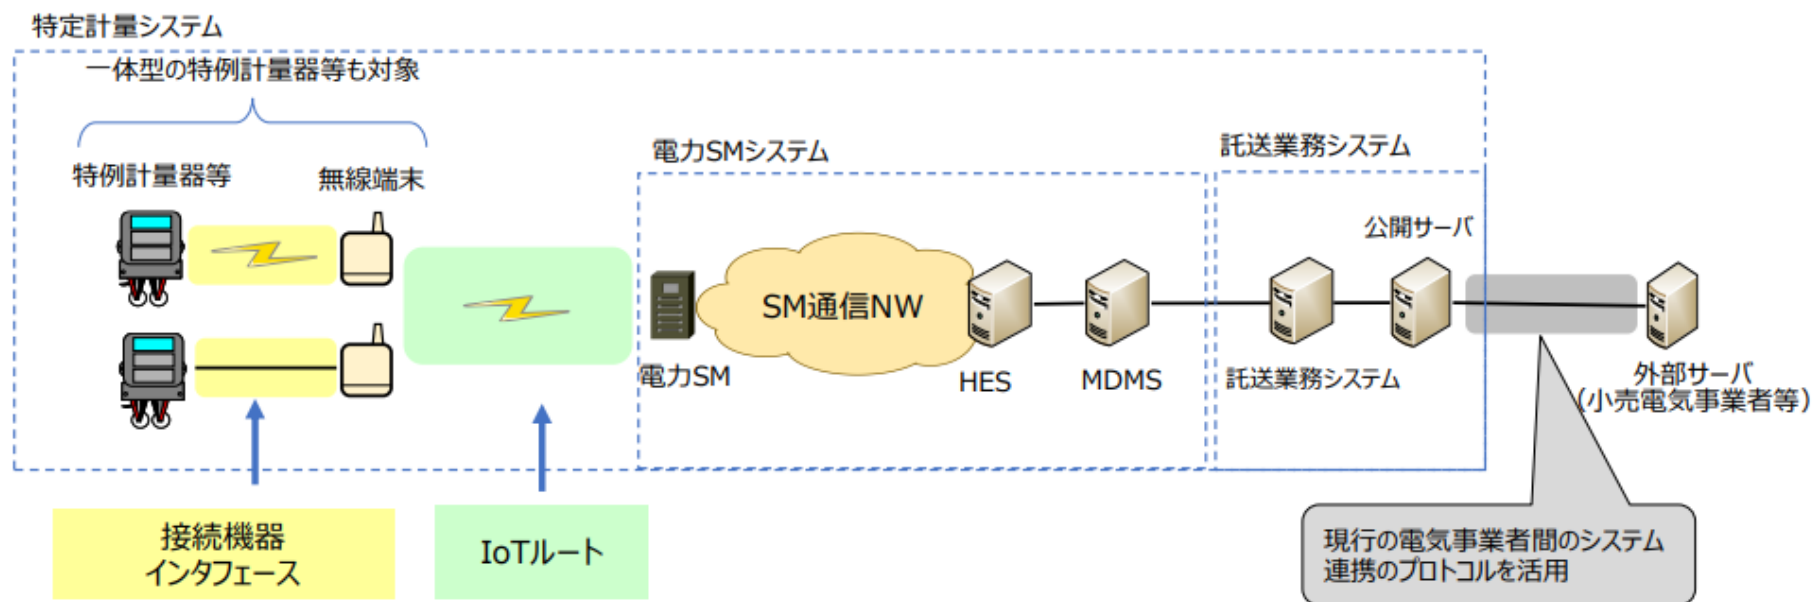 特定計量システム
一体型の特例計量器等も対象
特例計量器等
無線端末
電力SMシステム
託送業務システム
公開サーバ
SM通信NW
電力SM
HES
MDMS
託送業務システム
外部サーバ
（小売電気事業者等）
接続機器
インタフェース
IoTルート
現行の電気事業者間のシステム
連携のプロトコルを活用